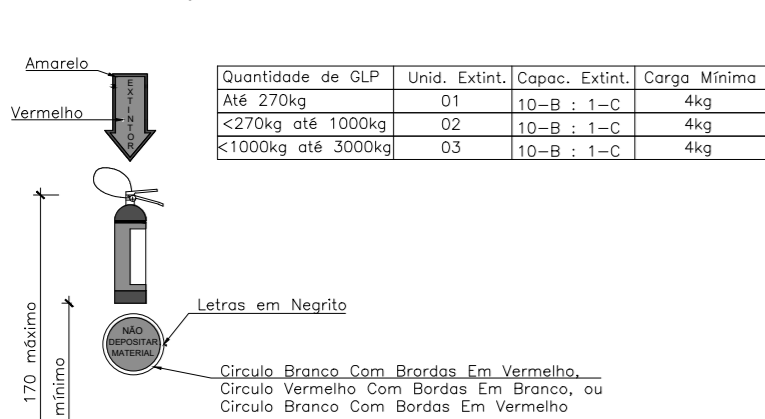 Amarelo
EXTINTOR
Vermelho
Quantidade de GLP Unid. Extint. Capac. Extint. Carga Mínima
Até 270kg 01 10-B : 1-C 4kg
<270kg até 1000kg 02 10-B : 1-C 4kg
<1000kg até 3000kg 03 10-B : 1-C 4kg
170 máximo
mínimo
Letras em Negrito
NÃO
DEPOSITAR
MATERIAL
Circulo Branco Com Brordas Em Vermelho,
Circulo Vermelho Com Bordas Em Branco, ou
Circulo Branco Com Bordas Em Vermelho